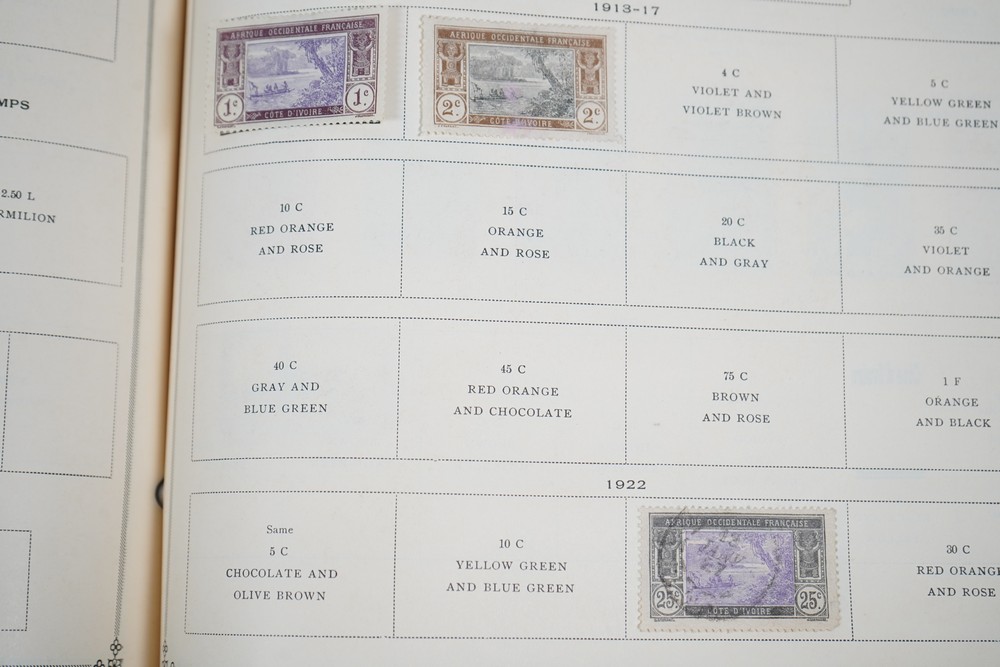 MPS
2.50 L
RMILION
1913-17
AFRIQUE OCCIDENTALE FRANÇAISE
1c. 1c.
CÔTE D'IVOIRE
AFRIQUE OCCIDENTALE FRANÇAISE
2c. 2c.
CÔTE D'IVOIRE
4 C
VIOLET AND
VIOLET BROWN
5 C
YELLOW GREEN
AND BLUE GREEN
10 C
RED ORANGE
AND ROSE
15 C
ORANGE
AND ROSE
20 C
BLACK
AND GRAY
35 C
VIOLET
AND ORANGE
40 C
GRAY AND
BLUE GREEN
45 C
RED ORANGE
AND CHOCOLATE
75 C
BROWN
AND ROSE
1 F
ORANGE
AND BLACK
1922
Same
5 C
CHOCOLATE AND
OLIVE BROWN
10 C
YELLOW GREEN
AND BLUE GREEN
AFRIQUE OCCIDENTALE FRANÇAISE
25c. 25c.
CÔTE D'IVOIRE
30 C
RED ORANGE
AND ROSE